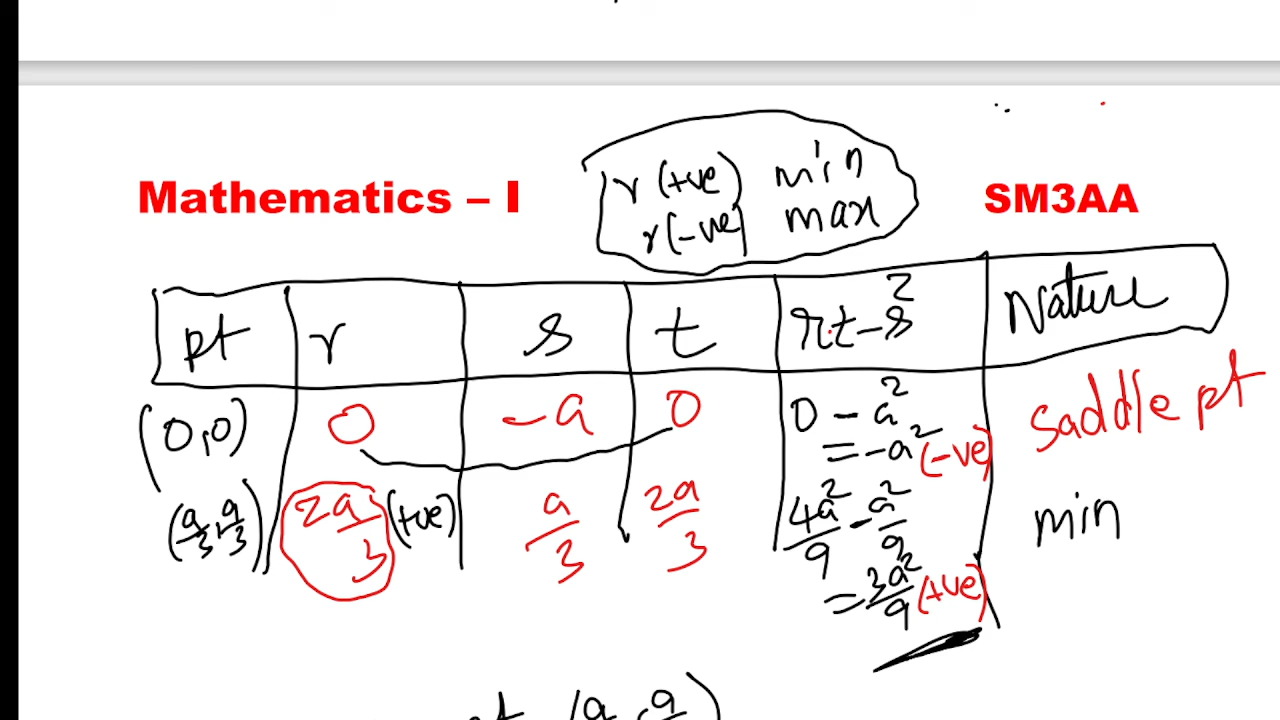 Mathematics – I
r (+ve) min
r (-ve) max
SM3AA
pt r s t rt-s² Nature
(0,0) 0 -a 0 0 - a² saddle pt
= -a² (-ve)
(a/3, a/3) 2a/3 (+ve) a/3 2a/3 4a²/9 - a²/9 min
= 3a²/9 (+ve)